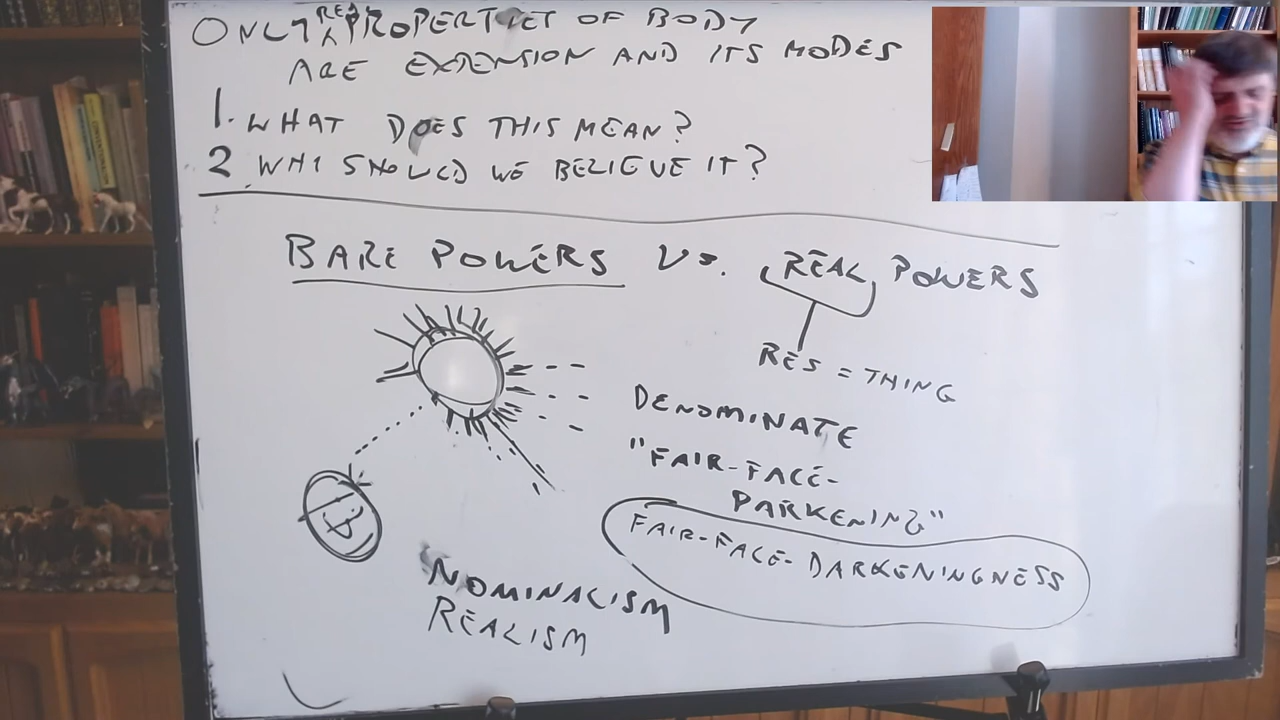 ONLY REAL PROPERTIES OF BODY
ARE EXTENSION AND ITS MODES
1. WHAT DOES THIS MEAN?
2 WHY SHOULD WE BELIEVE IT?
BARE POWERS VS. REAL POWERS
RES = THING
DENOMINATE
"FAIR-FACE-
DARKENING"
FAIR-FACE-DARKENINGNESS
NOMINALISM
REALISM